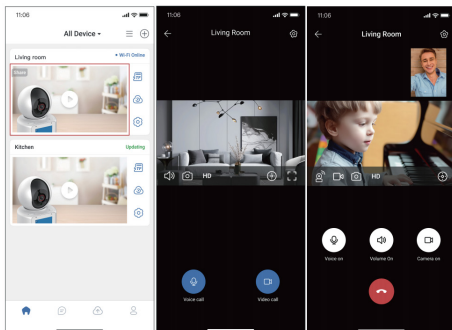 11:06
All Device
Living room
Wi-Fi Online
Share
Kitchen
Updating
11:06
Living Room
HD
Voice call
Video call
11:06
Living Room
HD
Voice on
Volume On
Camera on